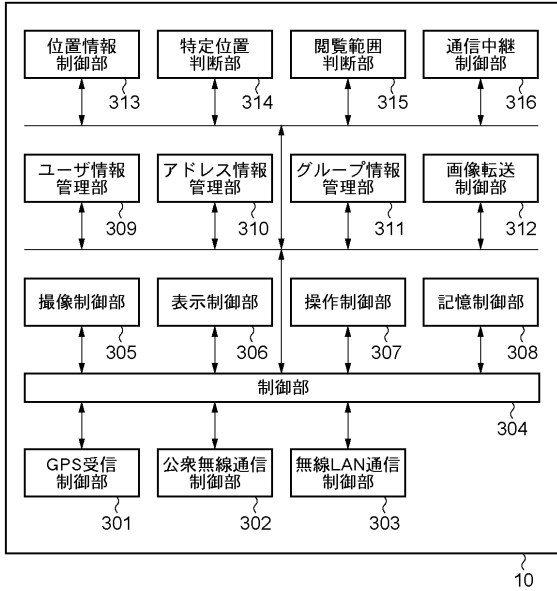 位置情報
制御部
特定位置
判断部
閲覧範囲
判断部
通信中継
制御部
313
314
315
316
ユーザ情報
管理部
アドレス情報
管理部
グループ情報
管理部
画像転送
制御部
309
310
311
312
撮像制御部
表示制御部
操作制御部
記憶制御部
305
306
307
308
制御部
304
GPS受信
制御部
公衆無線通信
制御部
無線LAN通信
制御部
301
302
303
10